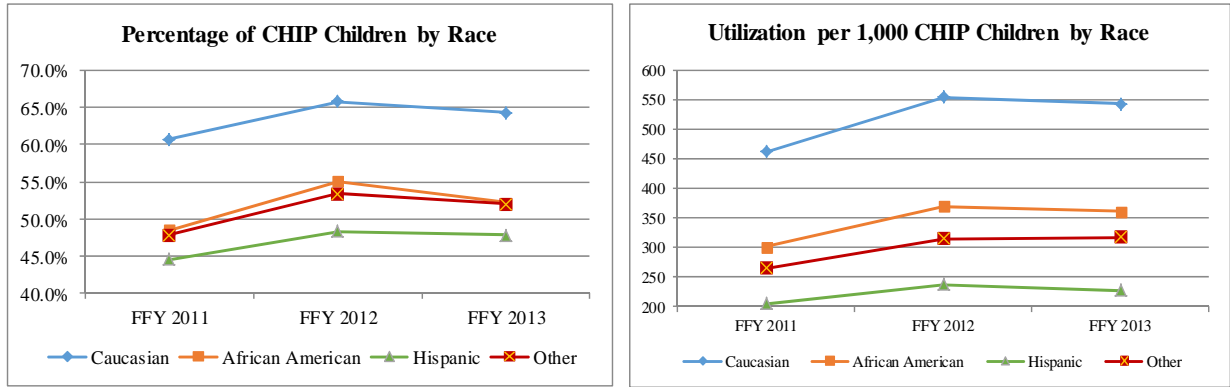 Percentage of CHIP Children by Race
70.0%
65.0%
60.0%
55.0%
50.0%
45.0%
40.0%
FFY 2011 FFY 2012 FFY 2013
Caucasian African American Hispanic Other
Utilization per 1,000 CHIP Children by Race
600
550
500
450
400
350
300
250
200
FFY 2011 FFY 2012 FFY 2013
Caucasian African American Hispanic Other